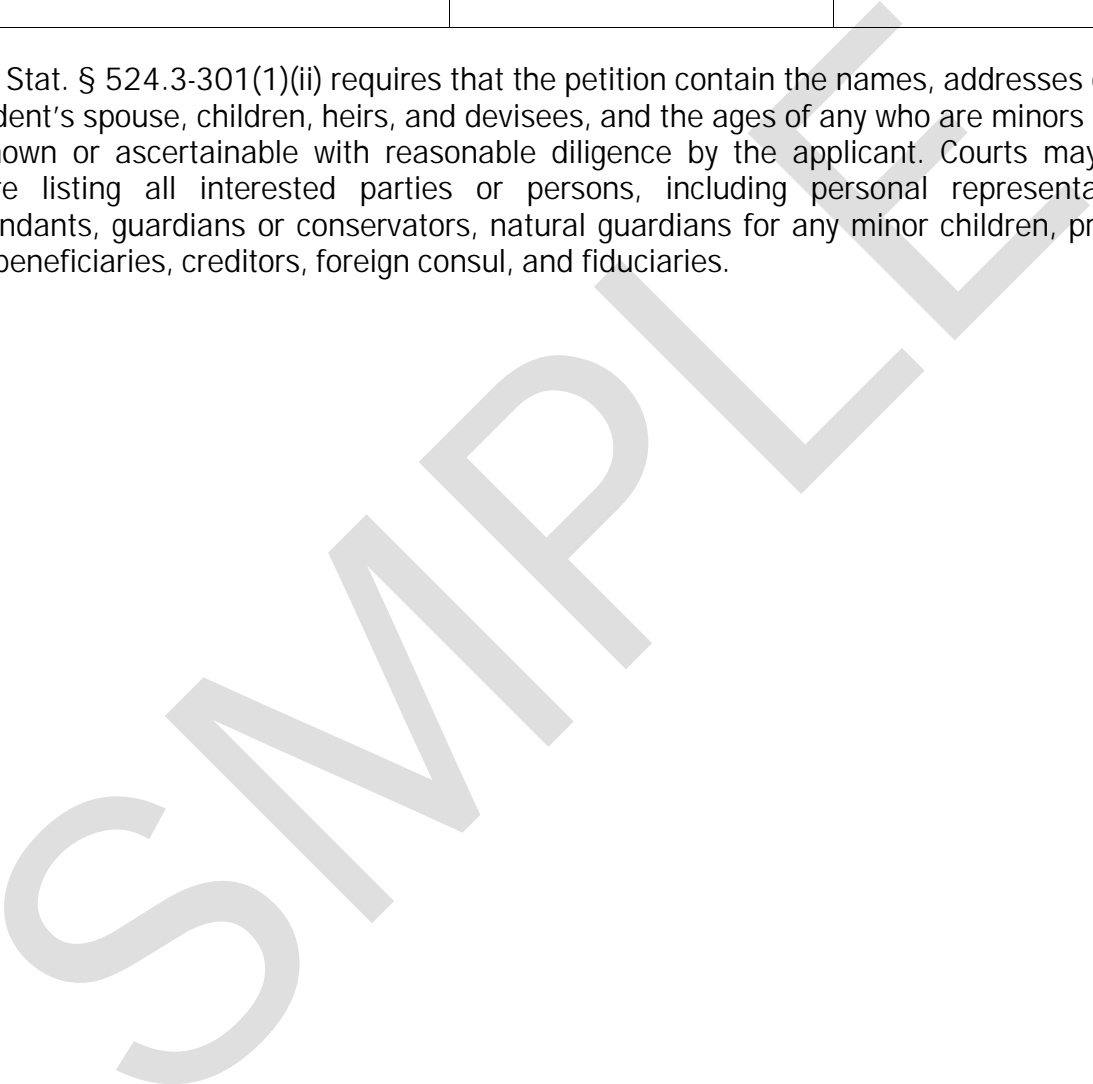 Stat. § 524.3-301(1)(ii) requires that the petition contain the names, addresses
dent's spouse, children, heirs, and devisees, and the ages of any who are minors
nown or ascertainable with reasonable diligence by the applicant. Courts may
re listing all interested parties or persons, including personal representa
ndants, guardians or conservators, natural guardians for any minor children, pr
beneficiaries, creditors, foreign consul, and fiduciaries.
SMPLE